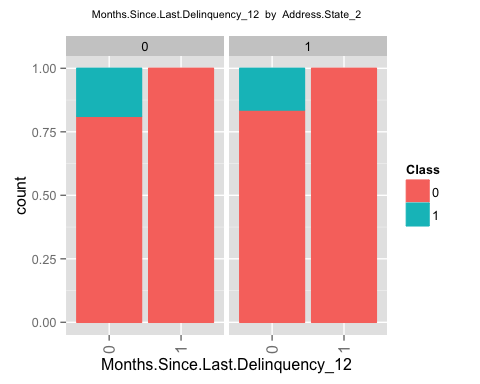 Months.Since.Last.Delinquency_12 by Address.State_2
0 1
1.00
0.75
0.50
0.25
0.00
count
0 1 0 1
Months.Since.Last.Delinquency_12
Class
0
1